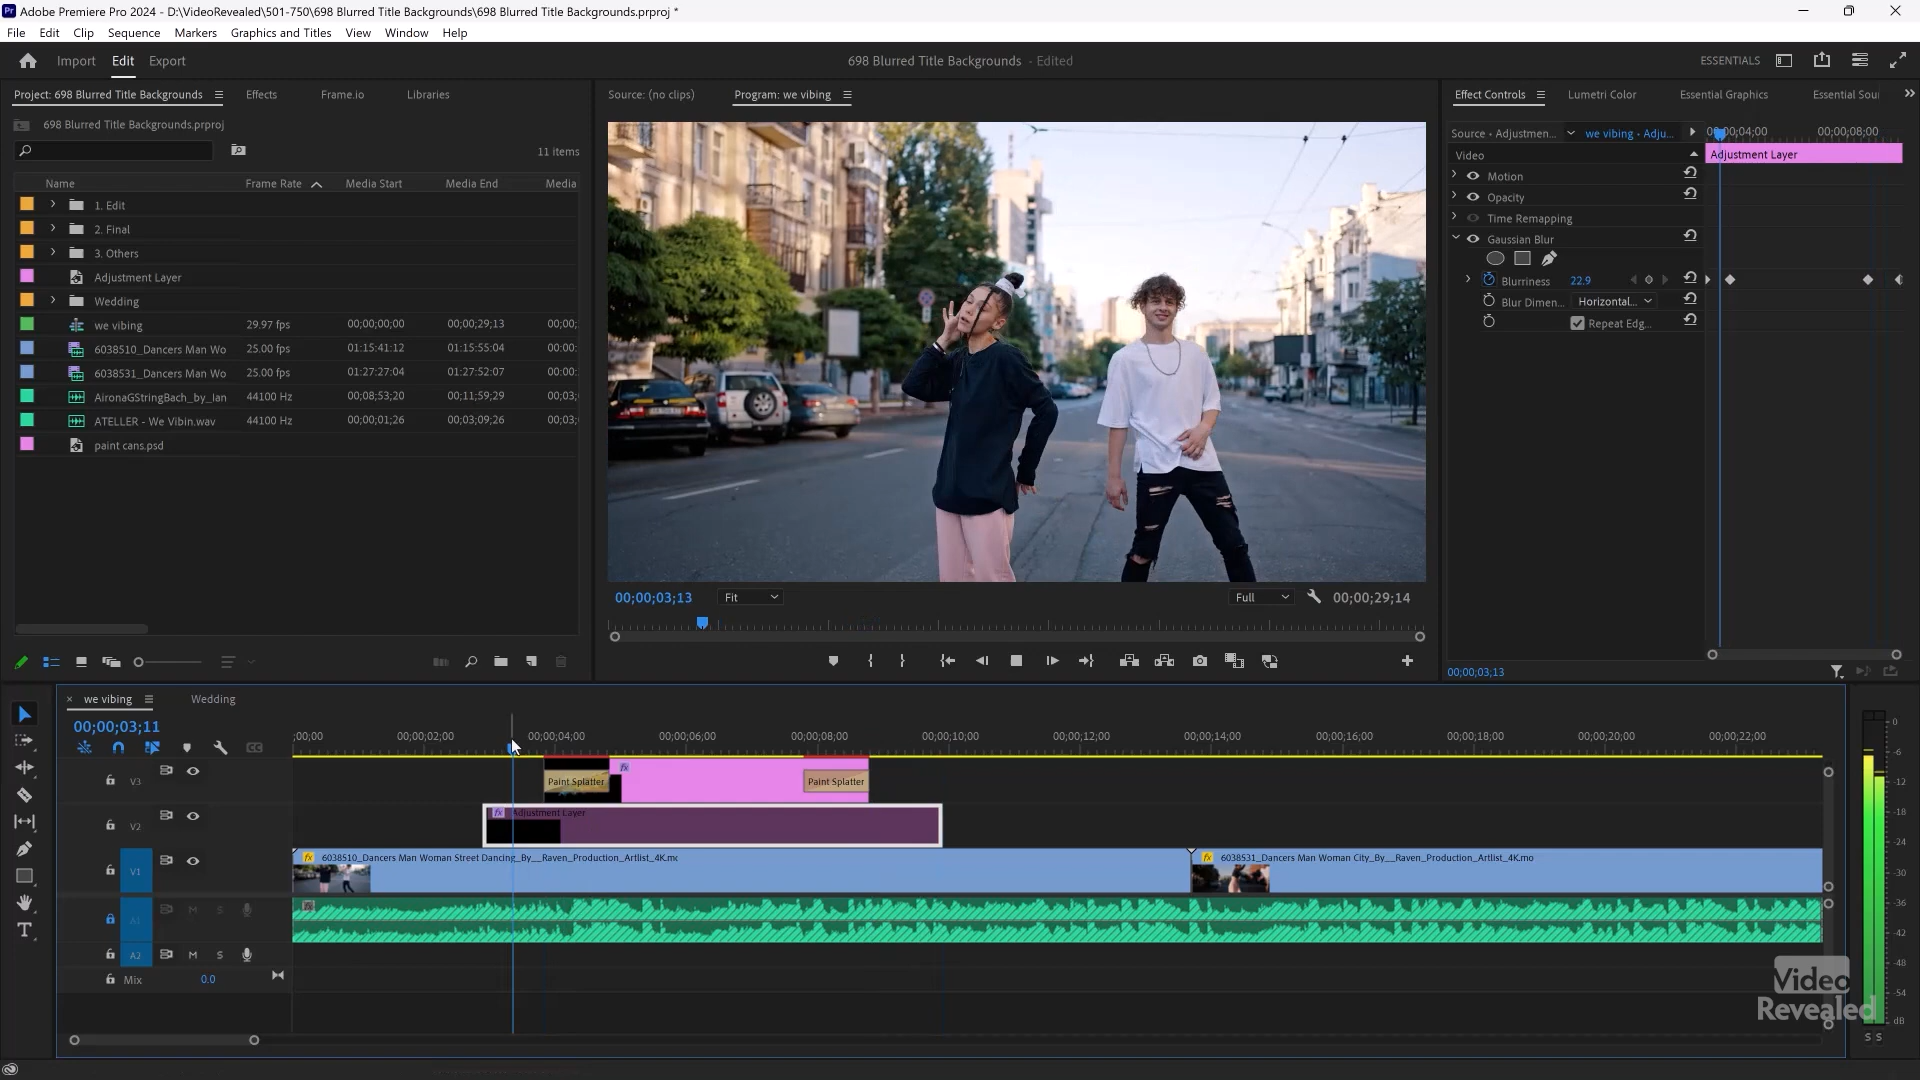 Adobe Premiere Pro 2024 - D:\VideoRevealed\501-750\698 Blurred Title Backgrounds\698 Blurred Title Backgrounds.prproj *
File Edit Clip Sequence Markers Graphics and Titles View Window Help
Import Edit Export 698 Blurred Title Backgrounds - Edited ESSENTIALS
Project: 698 Blurred Title Backgrounds Effects Frame.io Libraries Source: (no clips) Program: we vibing Effect Controls Lumetri Color Essential Graphics Essential Soui
698 Blurred Title Backgrounds.prproj
11 items
Name Frame Rate Media Start Media End Media
1. Edit
2. Final
3. Others
Adjustment Layer
Wedding
we vibing 29.97 fps 00;00;00;00 00;00;29;13 00;00;
6038510_Dancers Man Wo 25.00 fps 01:15:41:12 01:15:55:04 00:00:
6038531_Dancers Man Wo 25.00 fps 01:27:27:04 01:27:52:07 00:00:
AironaGStringBach_by_Ian 44100 Hz 00;08;53;20 00;11;59;29 00;03;
ATELLER - We Vibin.wav 44100 Hz 00;00;01;26 00;03;09;26 00;03;
paint cans.psd
00;00;03;13 Fit Full 00;00;29;14
Source • Adjustmen... we vibing • Adju... 00;00;04;00 00;00;08;00
Video Adjustment Layer
Motion
Opacity
Time Remapping
Gaussian Blur
Blurriness 22.9
Blur Dimen... Horizontal...
Repeat Edg...
00;00;03;13
we vibing Wedding
00;00;03;11
;00;00 00;00;02;00 00;00;04;00 00;00;06;00 00;00;08;00 00;00;10;00 00;00;12;00 00;00;14;00 00;00;16;00 00;00;18;00 00;00;20;00 00;00;22;00
V3 Paint Splatter fx Paint Splatter
V2 fx Adjustment Layer
V1 fx 6038510_Dancers Man Woman Street Dancing_By__Raven_Production_Artlist_4K.mo fx 6038531_Dancers Man Woman City_By__Raven_Production_Artlist_4K.mo
A1 M S fx
A2 M S
Mix 0.0
0
-6
-12
-18
-24
-30
-36
-42
-48
-54
dB
S S
Video
Revealed